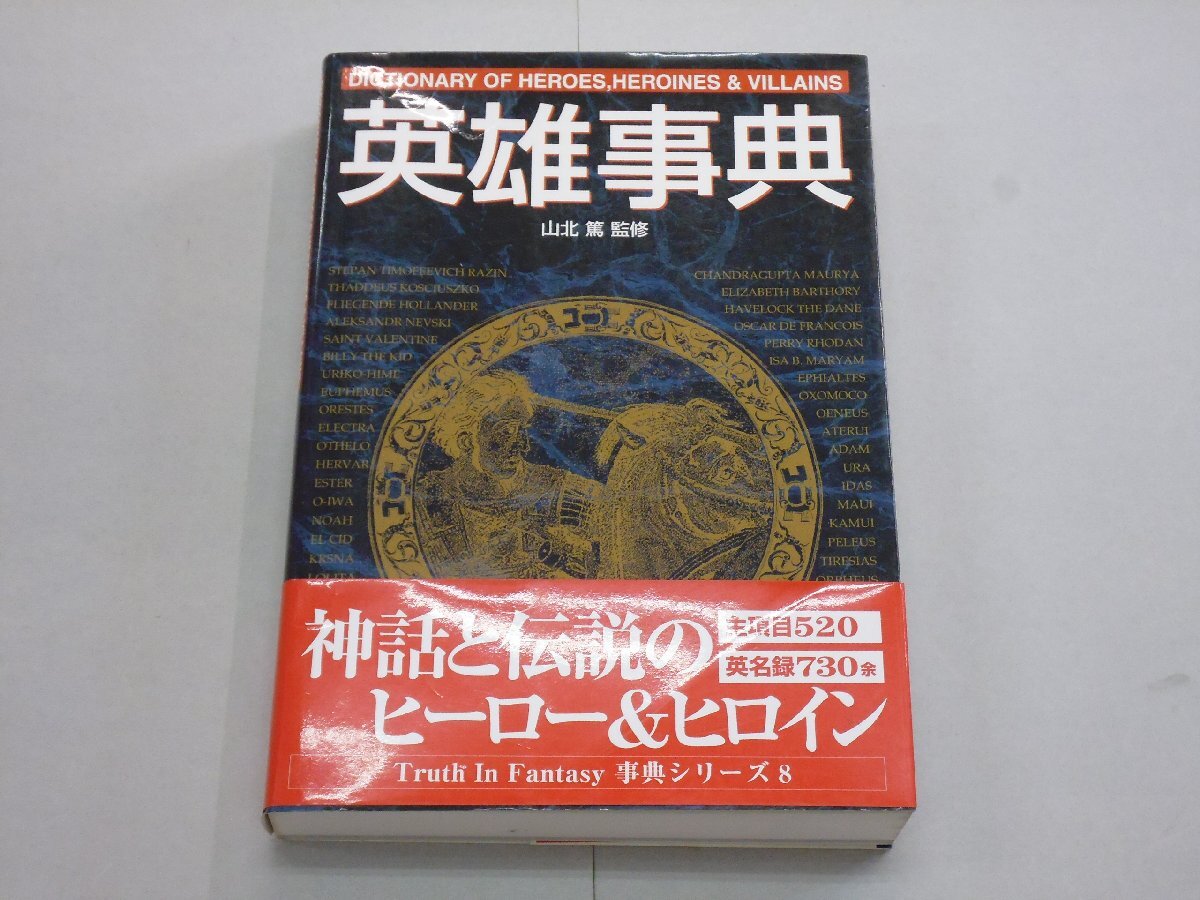 DICTIONARY OF HEROES,HEROINES & VILLAINS
英雄事典
山北 篤 監修
STEPAN TIMOFEEVICH RAZIN
THADDEUS KOSCIUSZKO
FLIEGENDE HOLLANDER
ALEKSANDR NEVSKI
SAINT VALENTINE
BILLY THE KID
URIKO-HIME
EUPHEMUS
ORESTES
ELECTRA
OTHELO
HERVAR
ESTER
O-IWA
NOAH
EL CID
KRSNA
LOLITA
CHANDRAGUPTA MAURYA
ELIZABETH BARTHORY
HAVELOCK THE DANE
OSCAR DE FRANCOIS
PERRY RHODAN
ISA B. MARYAM
EPHIALTES
OXOMOCO
OENEUS
ATERUI
ADAM
URA
IDAS
MAUI
KAMUI
PELEUS
TIRESIAS
ORPHEUS
神話と伝説の
ヒーロー&ヒロイン
主項目520
英名録730余
Truth In Fantasy 事典シリーズ 8